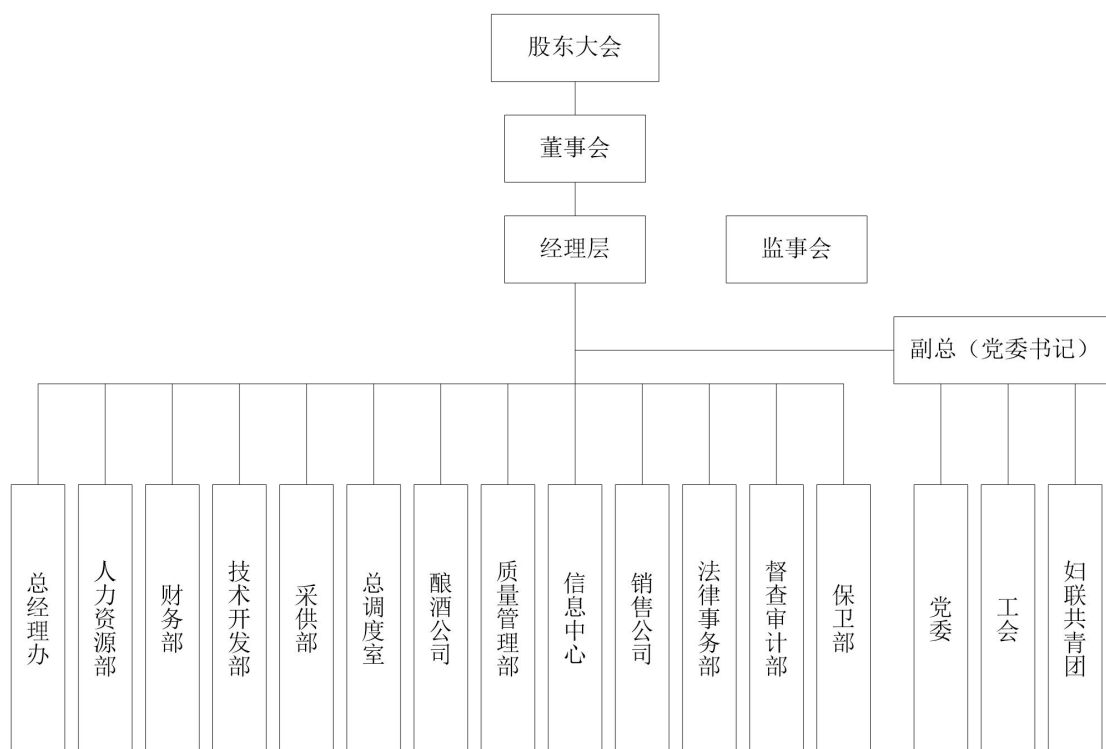 股东大会
董事会
经理层
监事会
副总（党委书记）
总经理办
人力资源部
财务部
技术开发部
采供部
总调度室
酿酒公司
质量管理部
信息中心
销售公司
法律事务部
督查审计部
保卫部
党委
工会
妇联共青团